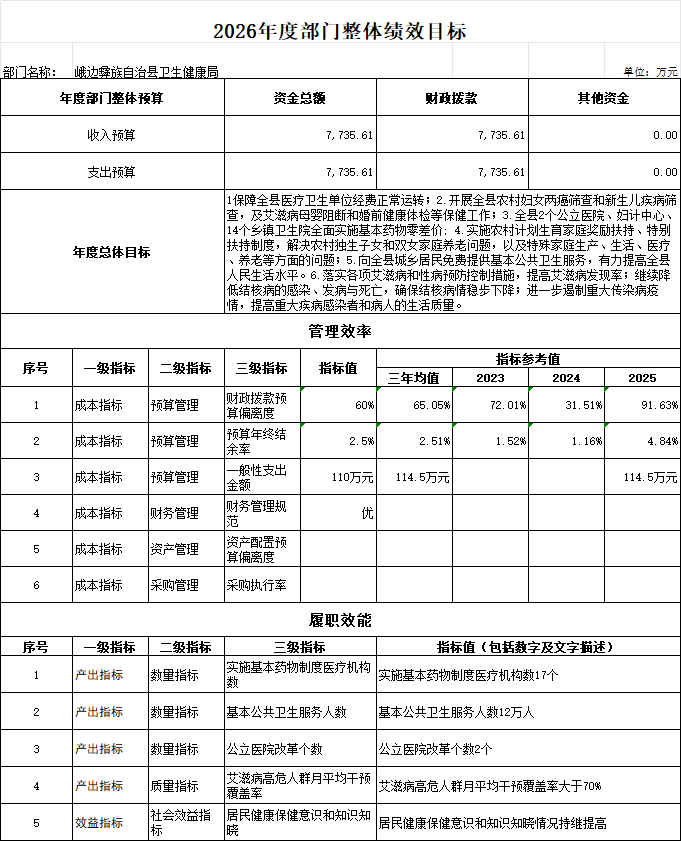 2026年度部门整体绩效目标
部门名称： 峨边彝族自治县卫生健康局 单位：万元
年度部门整体预算 资金总额 财政拨款 其他资金
收入预算 7,735.61 7,735.61 0.00
支出预算 7,735.61 7,735.61 0.00
年度总体目标
1保障全县医疗卫生单位经费正常运转；2.开展全县农村妇女两癌筛查和新生儿疾病筛
查，及艾滋病母婴阻断和婚前健康体检等保健工作；3.全县2个公立医院、妇计中心、
14个乡镇卫生院全面实施基本药物零差价；4.实施农村计划生育家庭奖励扶持、特别
扶持制度，解决农村独生子女和双女家庭养老问题，以及特殊家庭生产、生活、医疗
、养老等方面的问题；5.向全县城乡居民免费提供基本公共卫生服务，有力提高全县
人民生活水平。6.落实各项艾滋病和性病预防控制措施，提高艾滋病发现率；继续降
低结核病的感染、发病与死亡，确保结核病情稳步下降；进一步遏制重大传染病疫
情，提高重大疾病感染者和病人的生活质量。
管理效率
序号 一级指标 二级指标 三级指标 指标值 指标参考值
三年均值 2023 2024 2025
1 成本指标 预算管理 财政拨款预算偏离度 60% 65.05% 72.01% 31.51% 91.63%
2 成本指标 预算管理 预算年终结余率 2.5% 2.51% 1.52% 1.16% 4.84%
3 成本指标 预算管理 一般性支出金额 110万元 114.5万元 114.5万元
4 成本指标 财务管理 财务管理规范 优
5 成本指标 资产管理 资产配置预算偏离度
6 成本指标 采购管理 采购执行率
履职效能
序号 一级指标 二级指标 三级指标 指标值（包括数字及文字描述）
1 产出指标 数量指标 实施基本药物制度医疗机构数 实施基本药物制度医疗机构数17个
2 产出指标 数量指标 基本公共卫生服务人数 基本公共卫生服务人数12万人
3 产出指标 数量指标 公立医院改革个数 公立医院改革个数2个
4 产出指标 质量指标 艾滋病高危人群月平均干预覆盖率 艾滋病高危人群月平均干预覆盖率大于70%
5 效益指标 社会效益指标 居民健康保健意识和知识知晓 居民健康保健意识和知识知晓情况持维提高